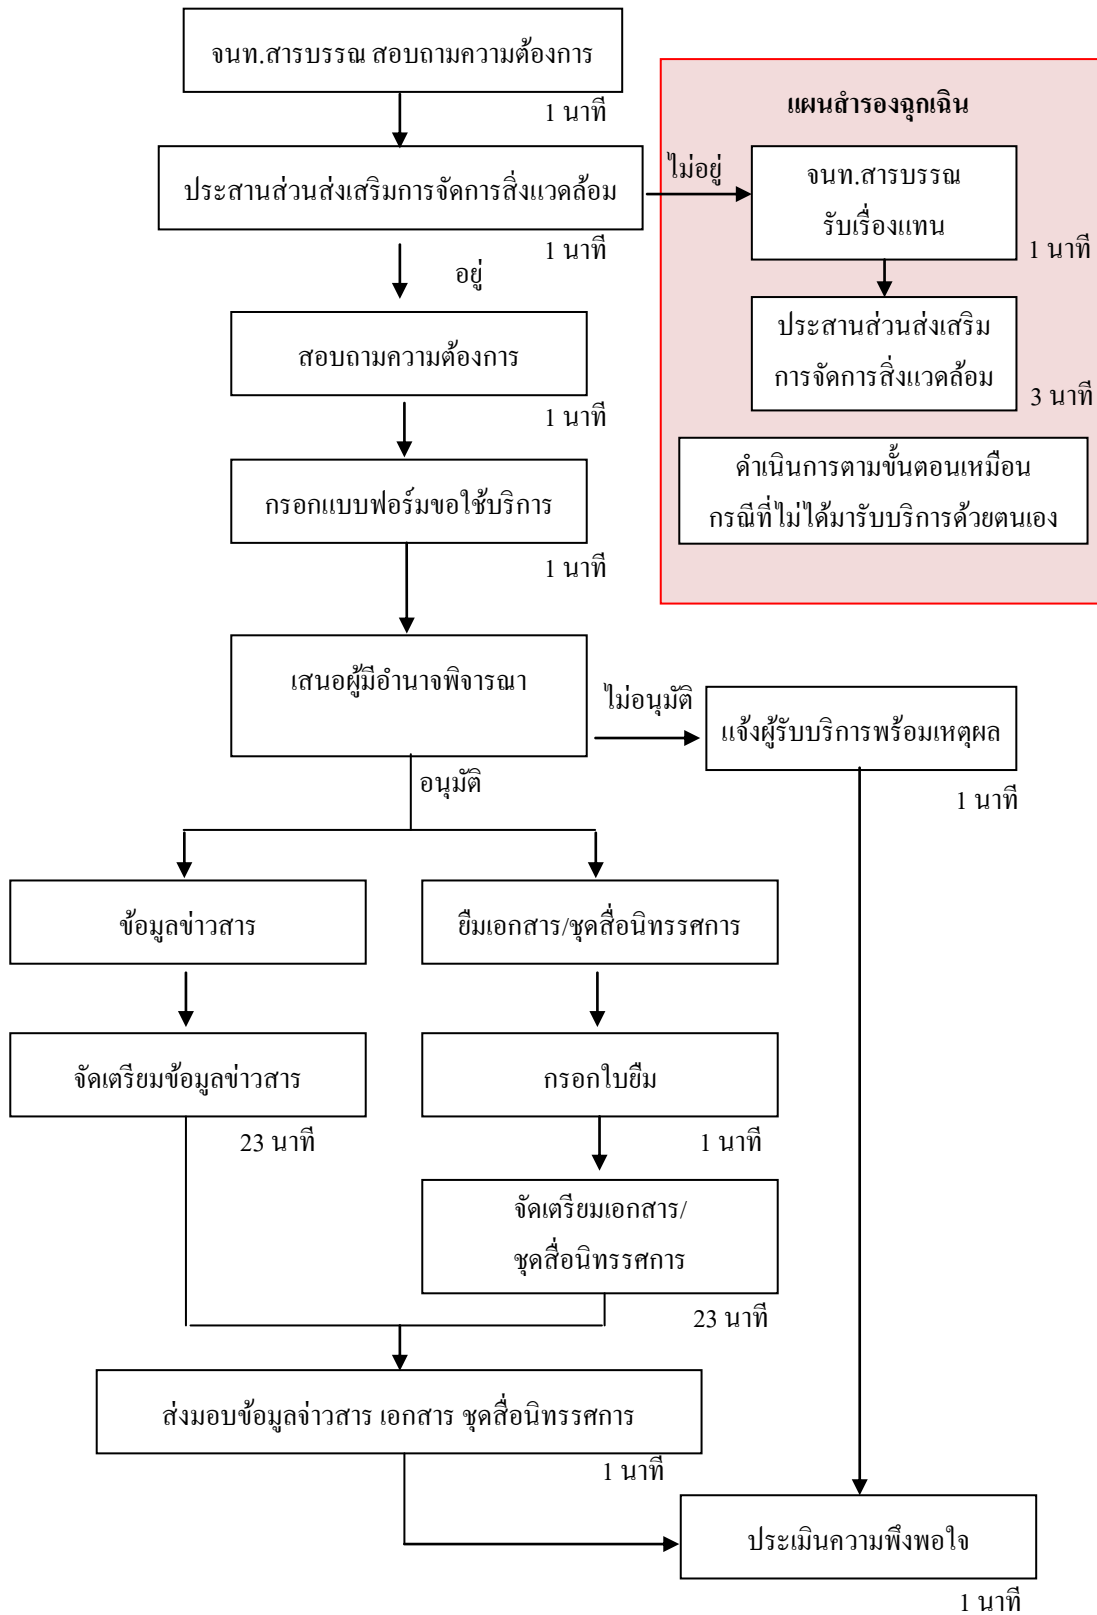 จนท.สารบรรณ สอบถามความต้องการ
1 นาที
ประสานส่วนส่งเสริมการจัดการสิ่งแวดล้อม
1 นาที
ไม่อยู่
แผนสำรองฉุกเฉิน
จนท.สารบรรณ
รับเรื่องแทน
1 นาที
ประสานส่วนส่งเสริม
การจัดการสิ่งแวดล้อม
3 นาที
ดำเนินการตามขั้นตอนเหมือน
กรณีที่ไม่ได้มารับบริการด้วยตนเอง
อยู่
สอบถามความต้องการ
1 นาที
กรอกแบบฟอร์มขอใช้บริการ
1 นาที
เสนอผู้มีอำนาจพิจารณา
ไม่อนุมัติ
แจ้งผู้รับบริการพร้อมเหตุผล
1 นาที
อนุมัติ
ข้อมูลข่าวสาร
ยืมเอกสาร/ชุดสื่อนิทรรศการ
จัดเตรียมข้อมูลข่าวสาร
23 นาที
กรอกใบยืม
1 นาที
จัดเตรียมเอกสาร/
ชุดสื่อนิทรรศการ
23 นาที
ส่งมอบข้อมูลจ่าวสาร เอกสาร ชุดสื่อนิทรรศการ
1 นาที
ประเมินความพึงพอใจ
1 นาที